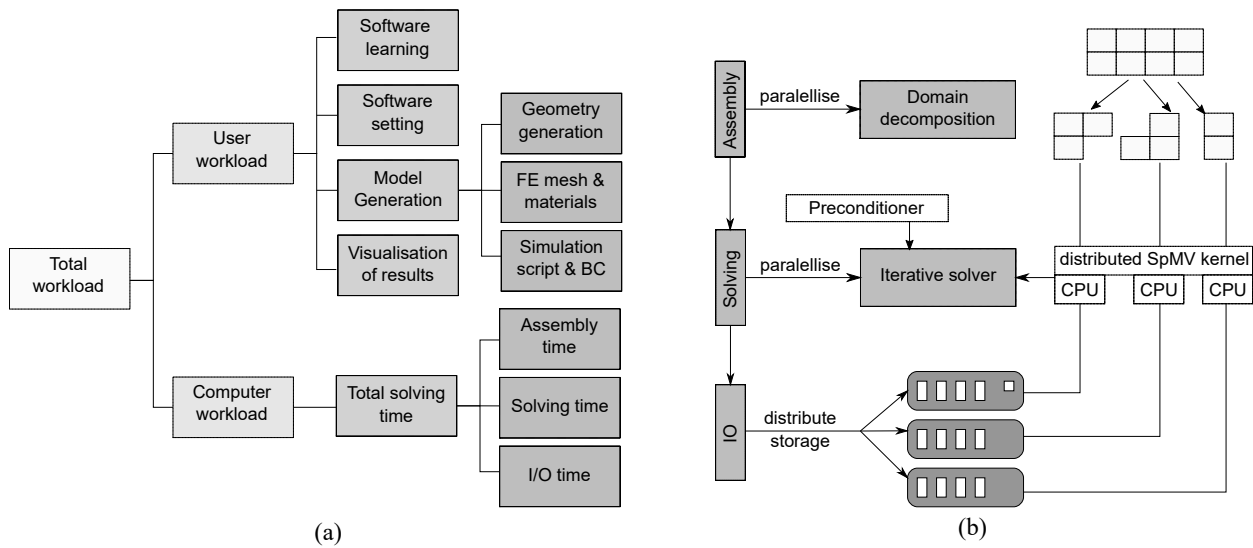 Total
workload
User
workload
Computer
workload
Software
learning
Software
setting
Model
Generation
Visualisation
of results
Total solving
time
Geometry
generation
FE mesh &
materials
Simulation
script & BC
Assembly
time
Solving time
I/O time
(a)
Assembly
paralellise
Domain
decomposition
Preconditioner
Solving
paralellise
Iterative solver
distributed SpMV kernel
CPU
CPU
CPU
IO
distribute
storage
(b)